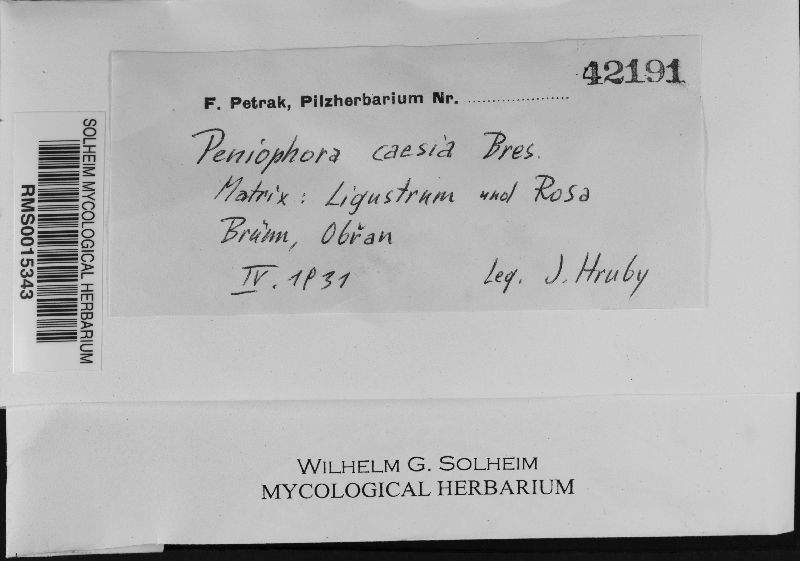 42191
F. Petrak, Pilzherbarium Nr. ........................
Peniophora caesia Bres.
Matrix: Ligustrum und Rosa
Brünn, Obřan
IV. 1931 Leg. J. Hruby
SOLHEIM MYCOLOGICAL HERBARIUM
RMS0015343
WILHELM G. SOLHEIM
MYCOLOGICAL HERBARIUM